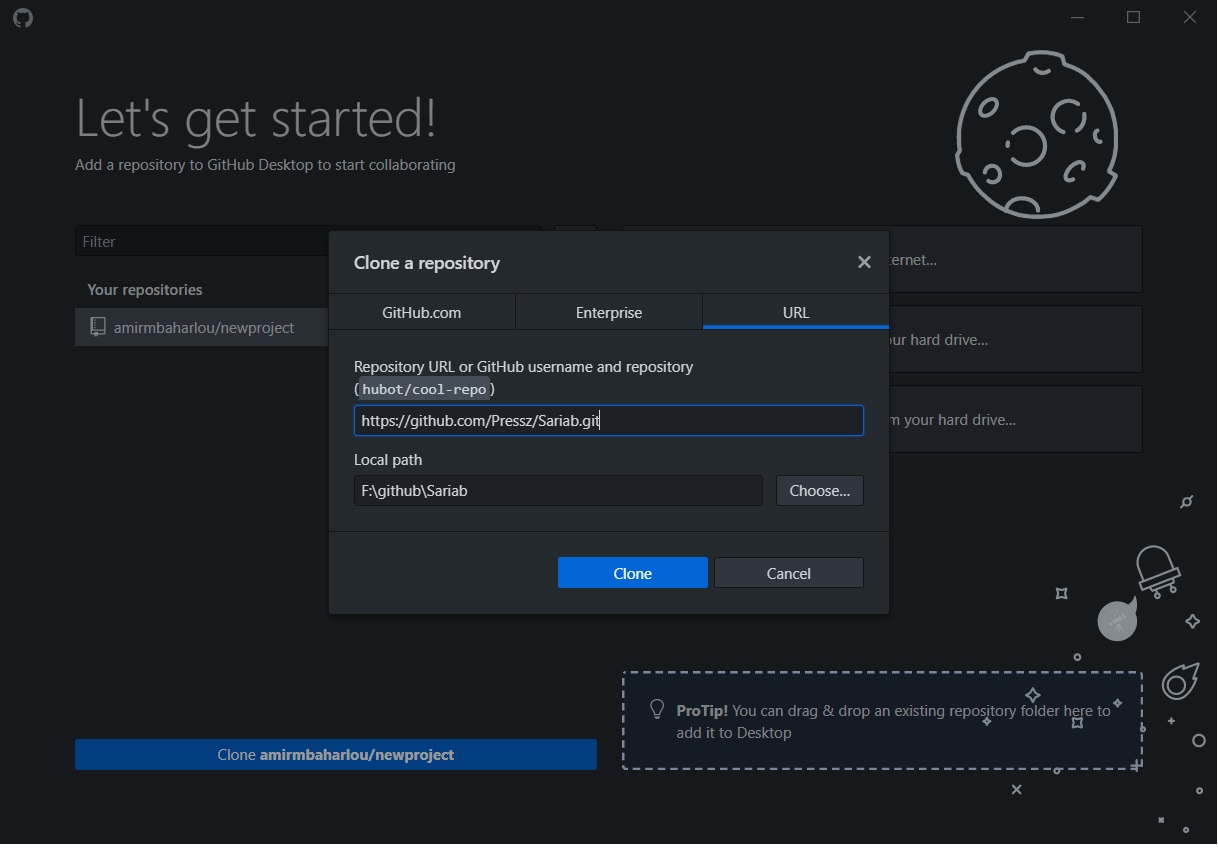 Let's get started!
Add a repository to GitHub Desktop to start collaborating
Filter
Your repositories
amirmbaharlou/newproject
Clone amirmbaharlou/newproject
Clone a repository
GitHub.com
Enterprise
URL
Repository URL or GitHub username and repository
(hubot/cool-repo)
https://github.com/Pressz/Sariab.git
Local path
F:\github\Sariab
Choose...
Clone
Cancel
ernet...
our hard drive...
your hard drive...
ProTip! You can drag & drop an existing repository folder here to
add it to Desktop